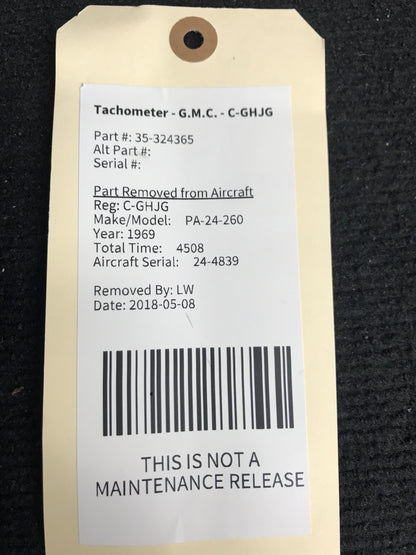 Tachometer - G.M.C. - C-GHJG
Part #: 35-324365
Alt Part#:
Serial #:
Part Removed from Aircraft
Reg: C-GHJG
Make/Model: PA-24-260
Year: 1969
Total Time: 4508
Aircraft Serial: 24-4839
Removed By: LW
Date: 2018-05-08
THIS IS NOT A
MAINTENANCE RELEASE